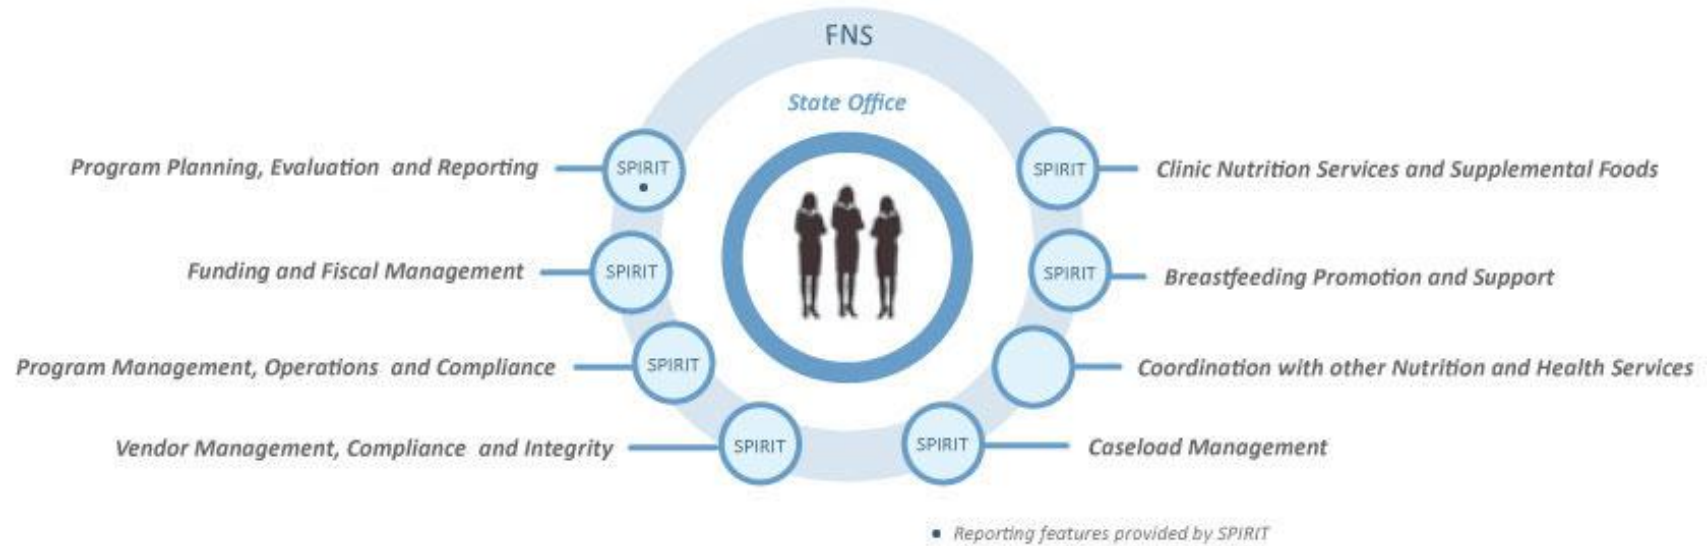 FNS
State Office
Program Planning, Evaluation and Reporting
SPIRIT
SPIRIT
Clinic Nutrition Services and Supplemental Foods
Funding and Fiscal Management
SPIRIT
SPIRIT
Breastfeeding Promotion and Support
Program Management, Operations and Compliance
SPIRIT
Coordination with other Nutrition and Health Services
Vendor Management, Compliance and Integrity
SPIRIT
SPIRIT
Caseload Management
• Reporting features provided by SPIRIT